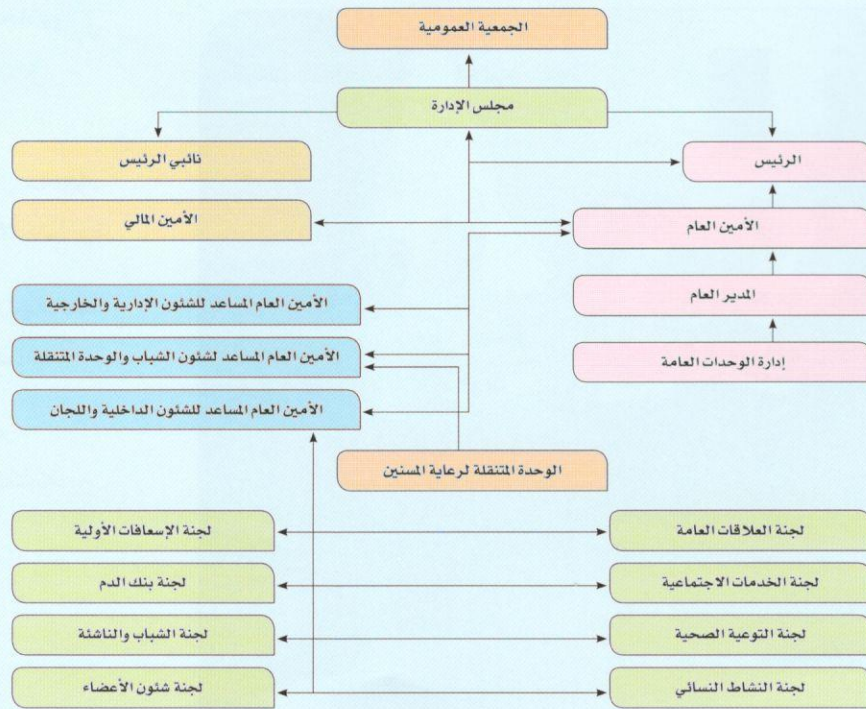 الجمعية العمومية
مجلس الإدارة
الرئيس
نائبي الرئيس
الأمين العام
الأمين المالي
المدير العام
الأمين العام المساعد للشئون الإدارية والخارجية
إدارة الوحدات العامة
الأمين العام المساعد لشئون الشباب والوحدة المتنقلة
الأمين العام المساعد للشئون الداخلية واللجان
الوحدة المتنقلة لرعاية المسنين
لجنة العلاقات العامة
لجنة الإسعافات الأولية
لجنة الخدمات الاجتماعية
لجنة بنك الدم
لجنة التوعية الصحية
لجنة الشباب والناشئة
لجنة النشاط النسائي
لجنة شئون الأعضاء